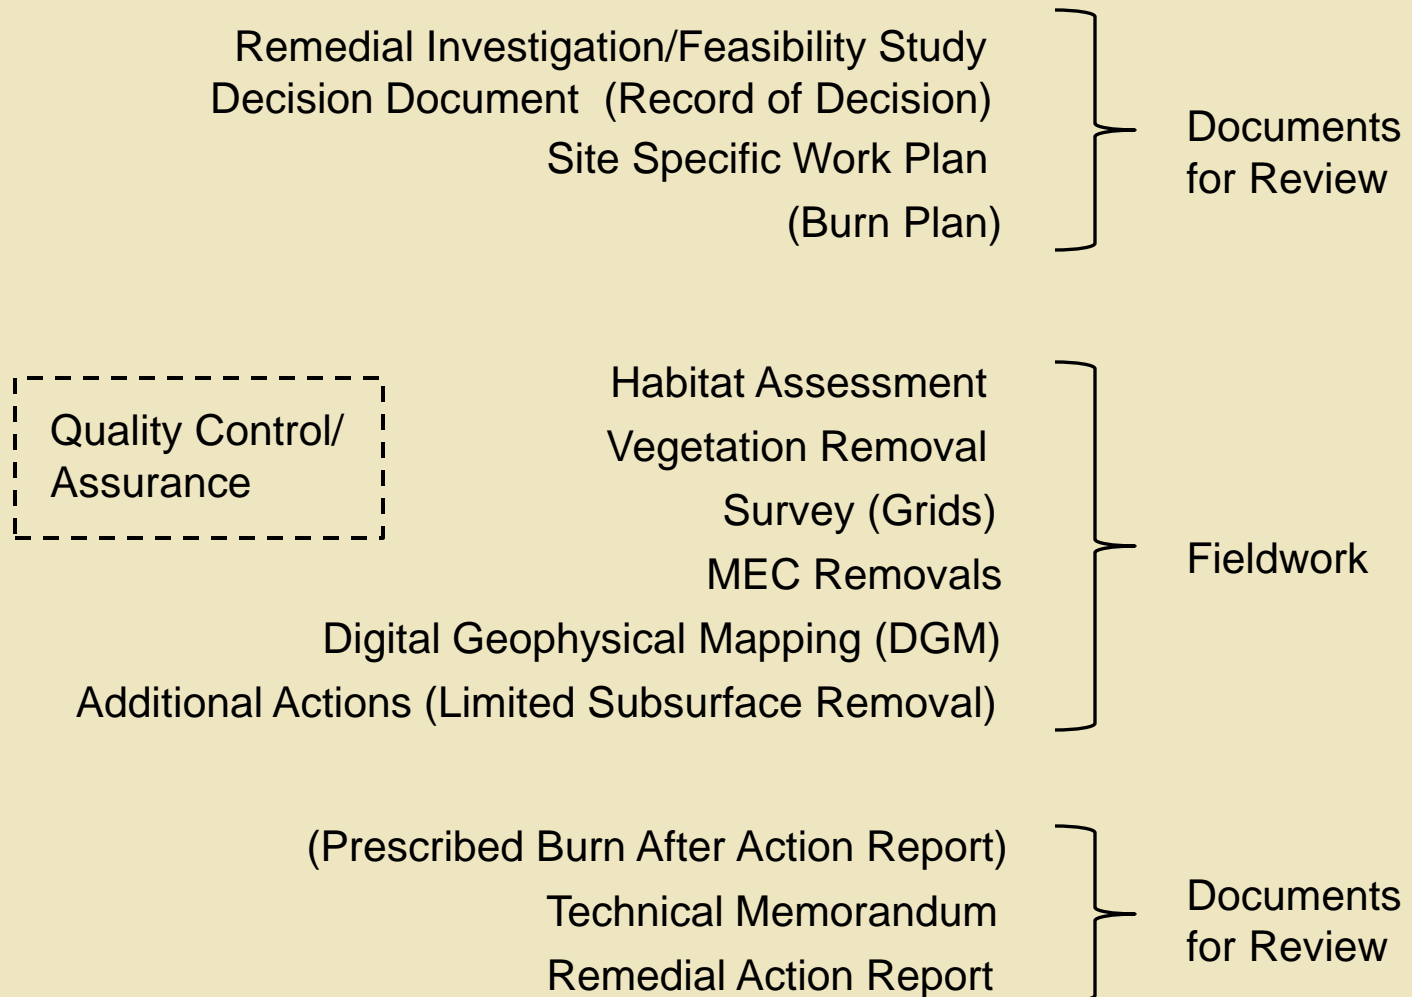 Remedial Investigation/Feasibility Study
Decision Document (Record of Decision)
Site Specific Work Plan
(Burn Plan)
Documents
for Review
Quality Control/
Assurance
Habitat Assessment
Vegetation Removal
Survey (Grids)
MEC Removals
Digital Geophysical Mapping (DGM)
Additional Actions (Limited Subsurface Removal)
Fieldwork
(Prescribed Burn After Action Report)
Technical Memorandum
Remedial Action Report
Documents
for Review